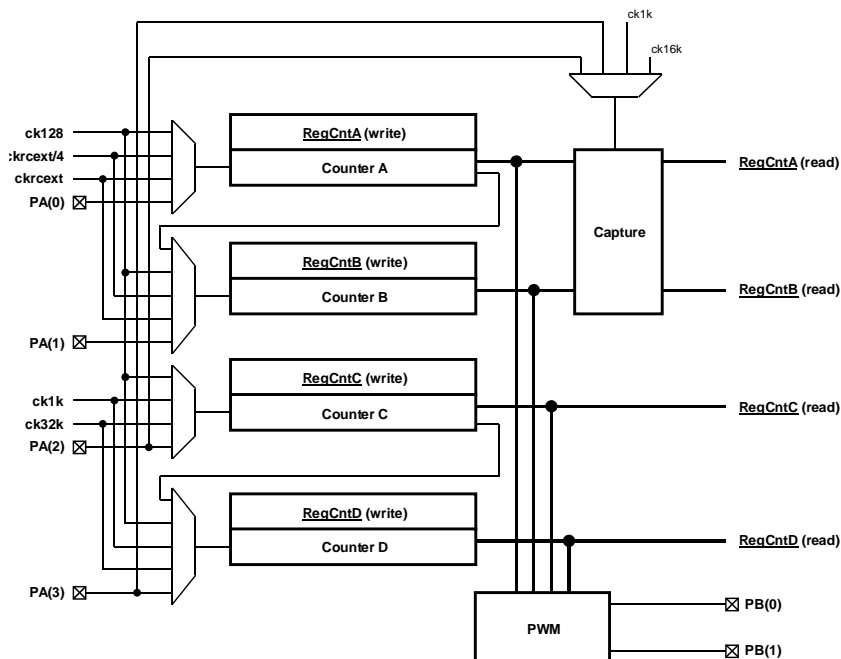 ck1k
ck16k
ck128
ckrcext/4
ckrcext
PA(0)
RegCntA (write)
Counter A
RegCntA (read)
Capture
RegCntB (write)
Counter B
RegCntB (read)
PA(1)
RegCntC (write)
Counter C
RegCntC (read)
ck1k
ck32k
PA(2)
RegCntD (write)
Counter D
RegCntD (read)
PA(3)
PWM
PB(0)
PB(1)